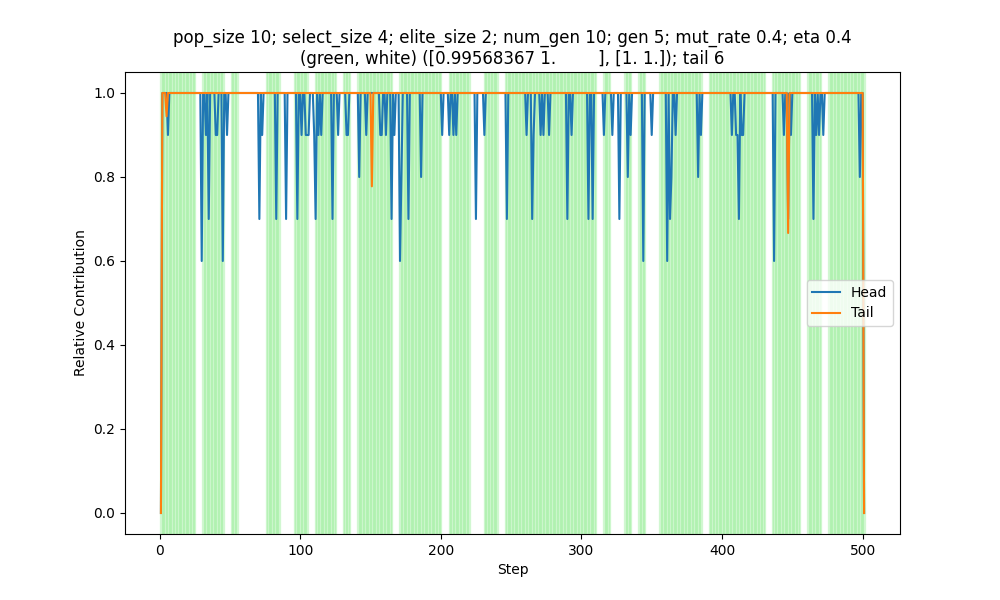 pop_size 10; select_size 4; elite_size 2; num_gen 10; gen 5; mut_rate 0.4; eta 0.4
(green, white) ([0.99568367 1.        ], [1. 1.]); tail 6
1.0
0.8
0.6
0.4
0.2
0.0
Relative Contribution
Head
Tail
0 100 200 300 400 500
Step